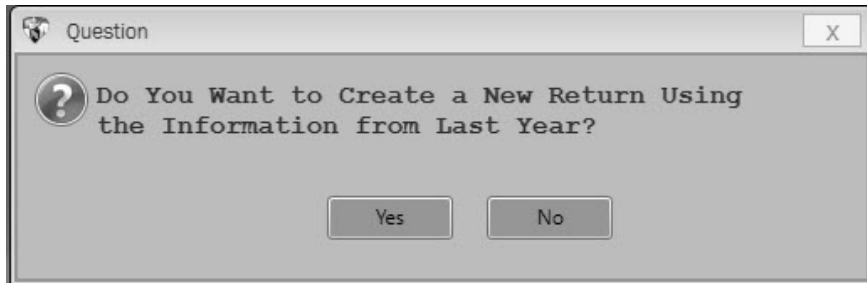 Question
X
Do You Want to Create a New Return Using
the Information from Last Year?
Yes No